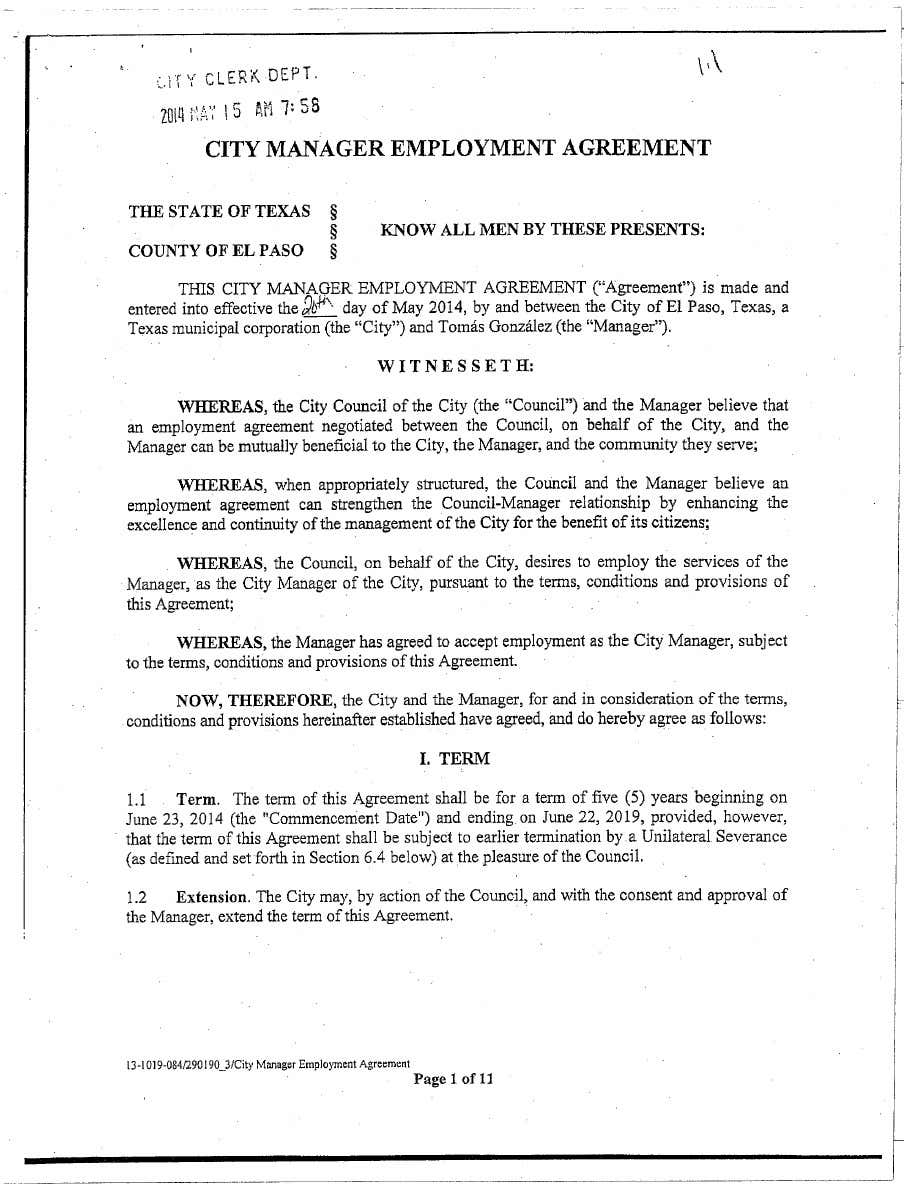 CITY CLERK DEPT.
2014 MAY 15 AM 7:58
CITY MANAGER EMPLOYMENT AGREEMENT
THE STATE OF TEXAS §
§ KNOW ALL MEN BY THESE PRESENTS:
COUNTY OF EL PASO §
THIS CITY MANAGER EMPLOYMENT AGREEMENT (“Agreement”) is made and
entered into effective the 20th day of May 2014, by and between the City of El Paso, Texas, a
Texas municipal corporation (the “City”) and Tomás González (the “Manager”).
W I T N E S S E T H:
WHEREAS, the City Council of the City (the “Council”) and the Manager believe that
an employment agreement negotiated between the Council, on behalf of the City, and the
Manager can be mutually beneficial to the City, the Manager, and the community they serve;
WHEREAS, when appropriately structured, the Council and the Manager believe an
employment agreement can strengthen the Council-Manager relationship by enhancing the
excellence and continuity of the management of the City for the benefit of its citizens;
WHEREAS, the Council, on behalf of the City, desires to employ the services of the
Manager, as the City Manager of the City, pursuant to the terms, conditions and provisions of
this Agreement;
WHEREAS, the Manager has agreed to accept employment as the City Manager, subject
to the terms, conditions and provisions of this Agreement.
NOW, THEREFORE, the City and the Manager, for and in consideration of the terms,
conditions and provisions hereinafter established have agreed, and do hereby agree as follows:
I. TERM
1.1 Term. The term of this Agreement shall be for a term of five (5) years beginning on
June 23, 2014 (the "Commencement Date") and ending on June 22, 2019, provided, however,
that the term of this Agreement shall be subject to earlier termination by a Unilateral Severance
(as defined and set forth in Section 6.4 below) at the pleasure of the Council.
1.2 Extension. The City may, by action of the Council, and with the consent and approval of
the Manager, extend the term of this Agreement.
13-1019-084/290190_3/City Manager Employment Agreement
Page 1 of 11